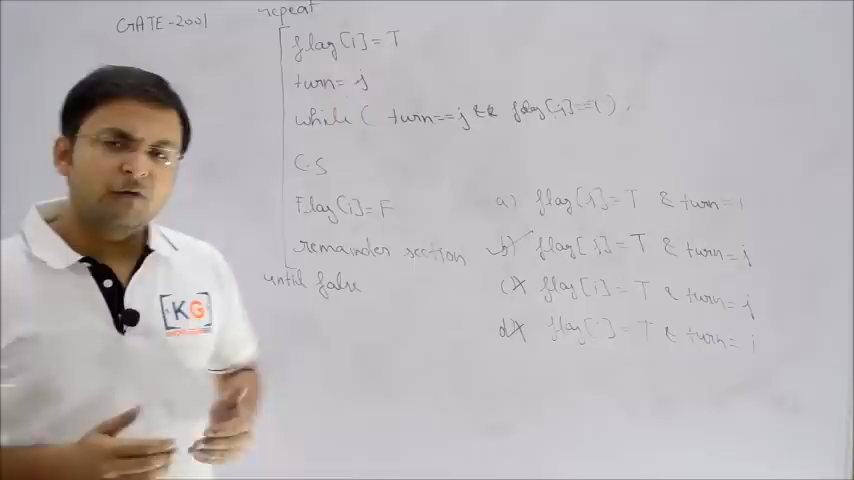 GATE-2001
repeat
flag[i]=T
turn=j
while( turn==j && flag[j]==T) .
C.S
Flag[i]=F
remainder section
until false
a) flag[j]=T & turn=i
b) flag[j]=T & turn=j
c) flag[i]=T & turn=j
d) flag[i]=T & turn=i
KG